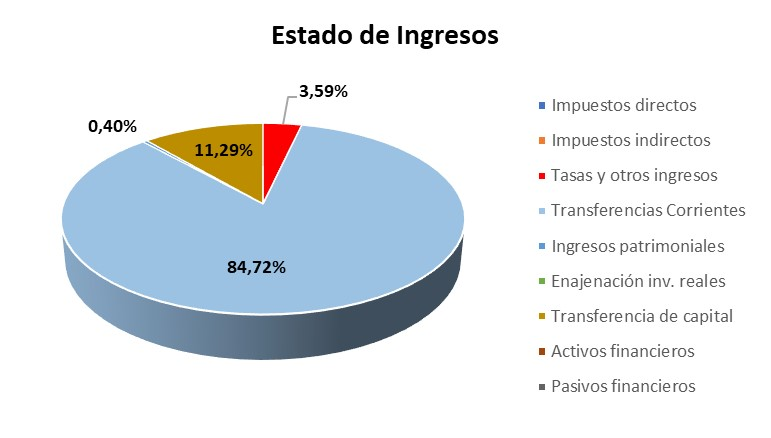 Estado de Ingresos
3,59%
0,40%
11,29%
84,72%
Impuestos directos
Impuestos indirectos
Tasas y otros ingresos
Transferencias Corrientes
Ingresos patrimoniales
Enajenación inv. reales
Transferencia de capital
Activos financieros
Pasivos financieros